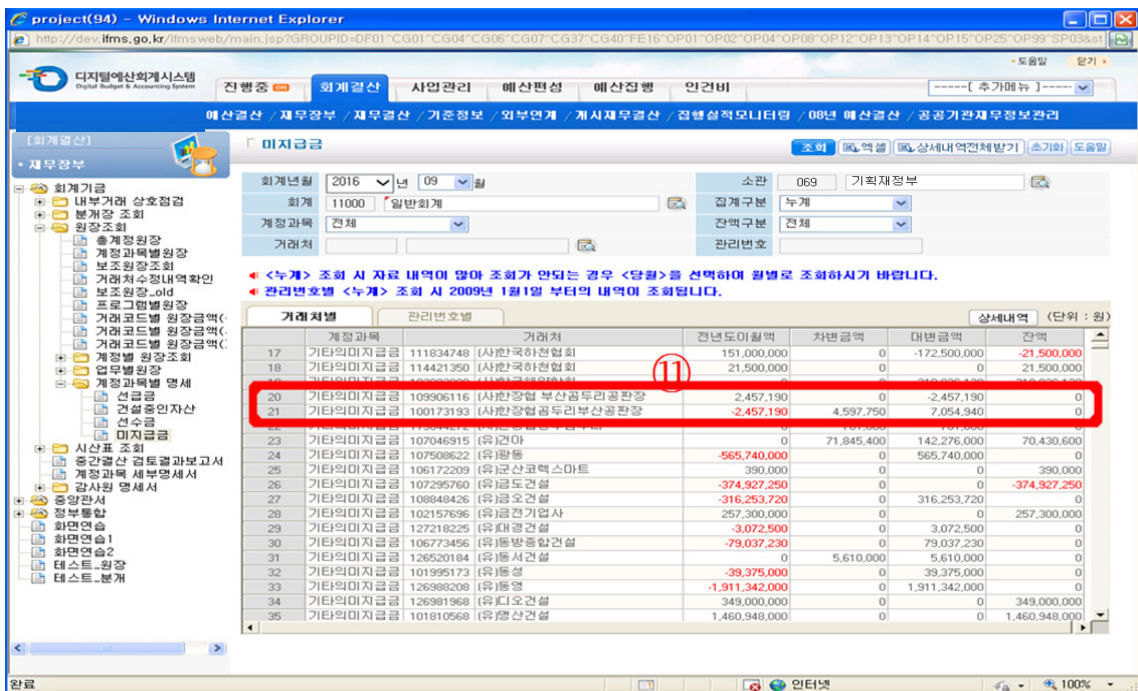 project(94) - Windows Internet Explorer
http://dev.ifms.go.kr/ifmsweb/main.jsp?GROUPID=DF01^CG01^CG04^CG06^CG07^CG37^CG40^FE16^OP01^OP02^OP04^OP08^OP12^OP13^OP14^OP15^OP25^OP99^SP03&st
도움말 닫기
디지털예산회계시스템
Digital Budget & Accounting System
진행중 ON 회계결산 사업관리 예산편성 예산집행 인건비 -----[ 추가메뉴 ]-----
예산결산 / 재무장부 / 재무결산 / 기준정보 / 외부연계 / 개시재무결산 / 집행실적모니터링 / 08년 예산결산 / 공공기관재무정보관리
[회계결산]
재무장부
회계기금
내부거래 상호점검
분개장 조회
원장조회
총계정원장
계정과목별원장
보조원장조회
거래처수정내역확인
보조원장_old
프로그램별원장
거래코드별 원장금액(
거래코드별 원장금액(
거래코드별 원장금액(
계정별 원장조회
업무별원장
계정과목별 명세
선급금
건설중인자산
선수금
미지급금
시산표 조회
중간결산 검토결과보고서
계정과목 세부명세서
감사원 명세서
중앙관서
정부통합
화면연습
화면연습1
화면연습2
테스트_원장
테스트_분개
미지급금
조회 엑셀 상세내역전체받기 초기화 도움말
회계년월 2016 년 09 월 소관 069 기획재정부
회계 11000 일반회계 집계구분 누계
계정과목 전체 잔액구분 전체
거래처 관리번호
<누계> 조회 시 자료 내역이 많아 조회가 안되는 경우 <당월>을 선택하여 월별로 조회하시기 바랍니다.
관리번호별 <누계> 조회 시 2009년 1월1일 부터의 내역이 조회됩니다.
거래처별 관리번호별 상세내역 (단위 : 원)
계정과목 거래처 전년도이월액 차변금액 대변금액 잔액
17 기타의미지급금 111834748 (사)한국하천협회 151,000,000 0 -172,500,000 -21,500,000
18 기타의미지급금 114421350 (사)한국하천협회 21,500,000 0 0 21,500,000
⑪
20 기타의미지급금 109906116 (사)한장협 부산곰두리공판장 2,457,190 0 -2,457,190 0
21 기타의미지급금 100173193 (사)한장협곰두리부산공판장 -2,457,190 4,597,750 7,054,940 0
23 기타의미지급금 107046915 (유)건아 0 71,845,400 142,276,000 70,430,600
24 기타의미지급금 107508622 (유)광동 -565,740,000 0 565,740,000 0
25 기타의미지급금 106172209 (유)군산코렉스마트 390,000 0 0 390,000
26 기타의미지급금 107295760 (유)금도건설 -374,927,250 0 0 -374,927,250
27 기타의미지급금 108848426 (유)금오건설 -316,253,720 0 316,253,720 0
28 기타의미지급금 102157696 (유)금전기업사 257,300,000 0 0 257,300,000
29 기타의미지급금 127218225 (유)대경건설 -3,072,500 0 3,072,500 0
30 기타의미지급금 106773456 (유)동방종합건설 -79,037,230 0 79,037,230 0
31 기타의미지급금 126520184 (유)동서건설 0 5,610,000 5,610,000 0
32 기타의미지급금 101995173 (유)동성 -39,375,000 0 39,375,000 0
33 기타의미지급금 126988208 (유)동영 -1,911,342,000 0 1,911,342,000 0
34 기타의미지급금 126981968 (유)디오건설 349,000,000 0 0 349,000,000
35 기타의미지급금 101810568 (유)명산건설 1,460,948,000 0 0 1,460,948,000
완료 인터넷 100%